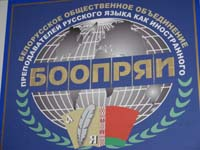 БЕЛОРУССКОЕ ОБЩЕСТВЕННОЕ ОБЪЕДИНЕНИЕ
ПРЕПОДАВАТЕЛЕЙ РУССКОГО ЯЗЫКА КАК ИНОСТРАННОГО
БООПРЯИ
Я